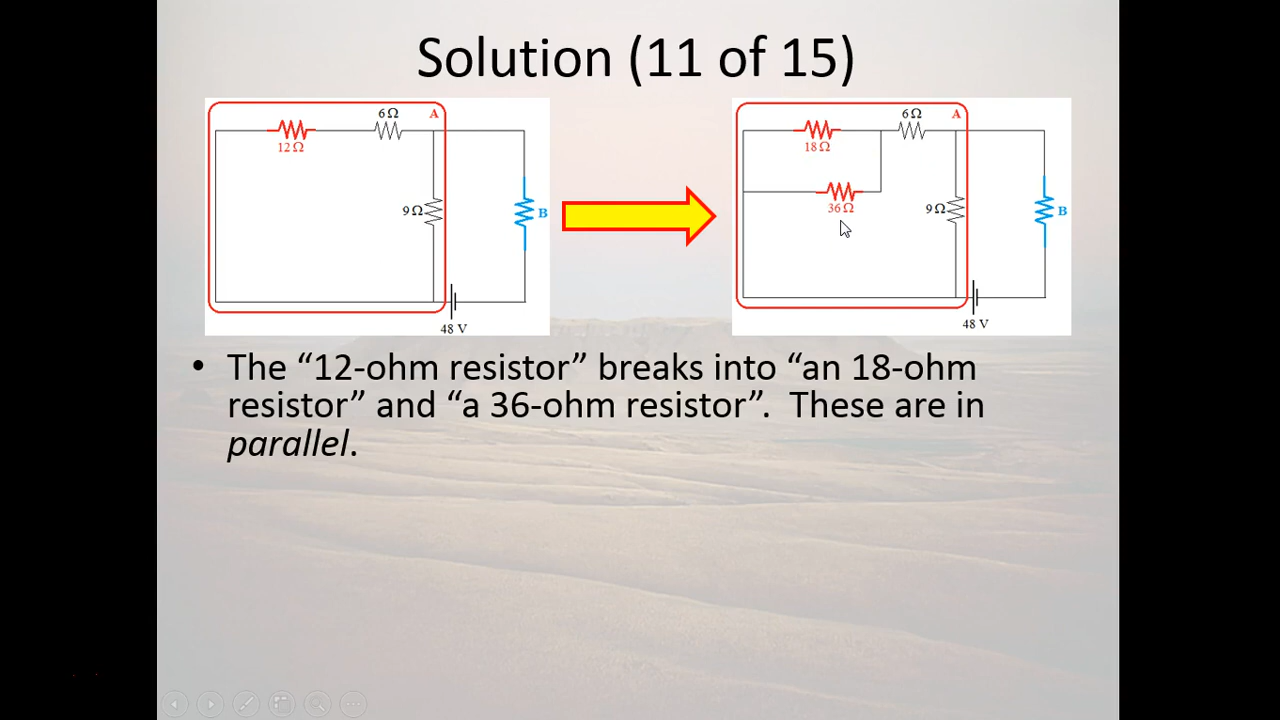 Solution (11 of 15)
6Ω
A
12Ω
9Ω
B
48 V
6Ω
A
18Ω
36Ω
9Ω
B
48 V
• The “12-ohm resistor” breaks into “an 18-ohm
resistor” and “a 36-ohm resistor”. These are in
parallel.